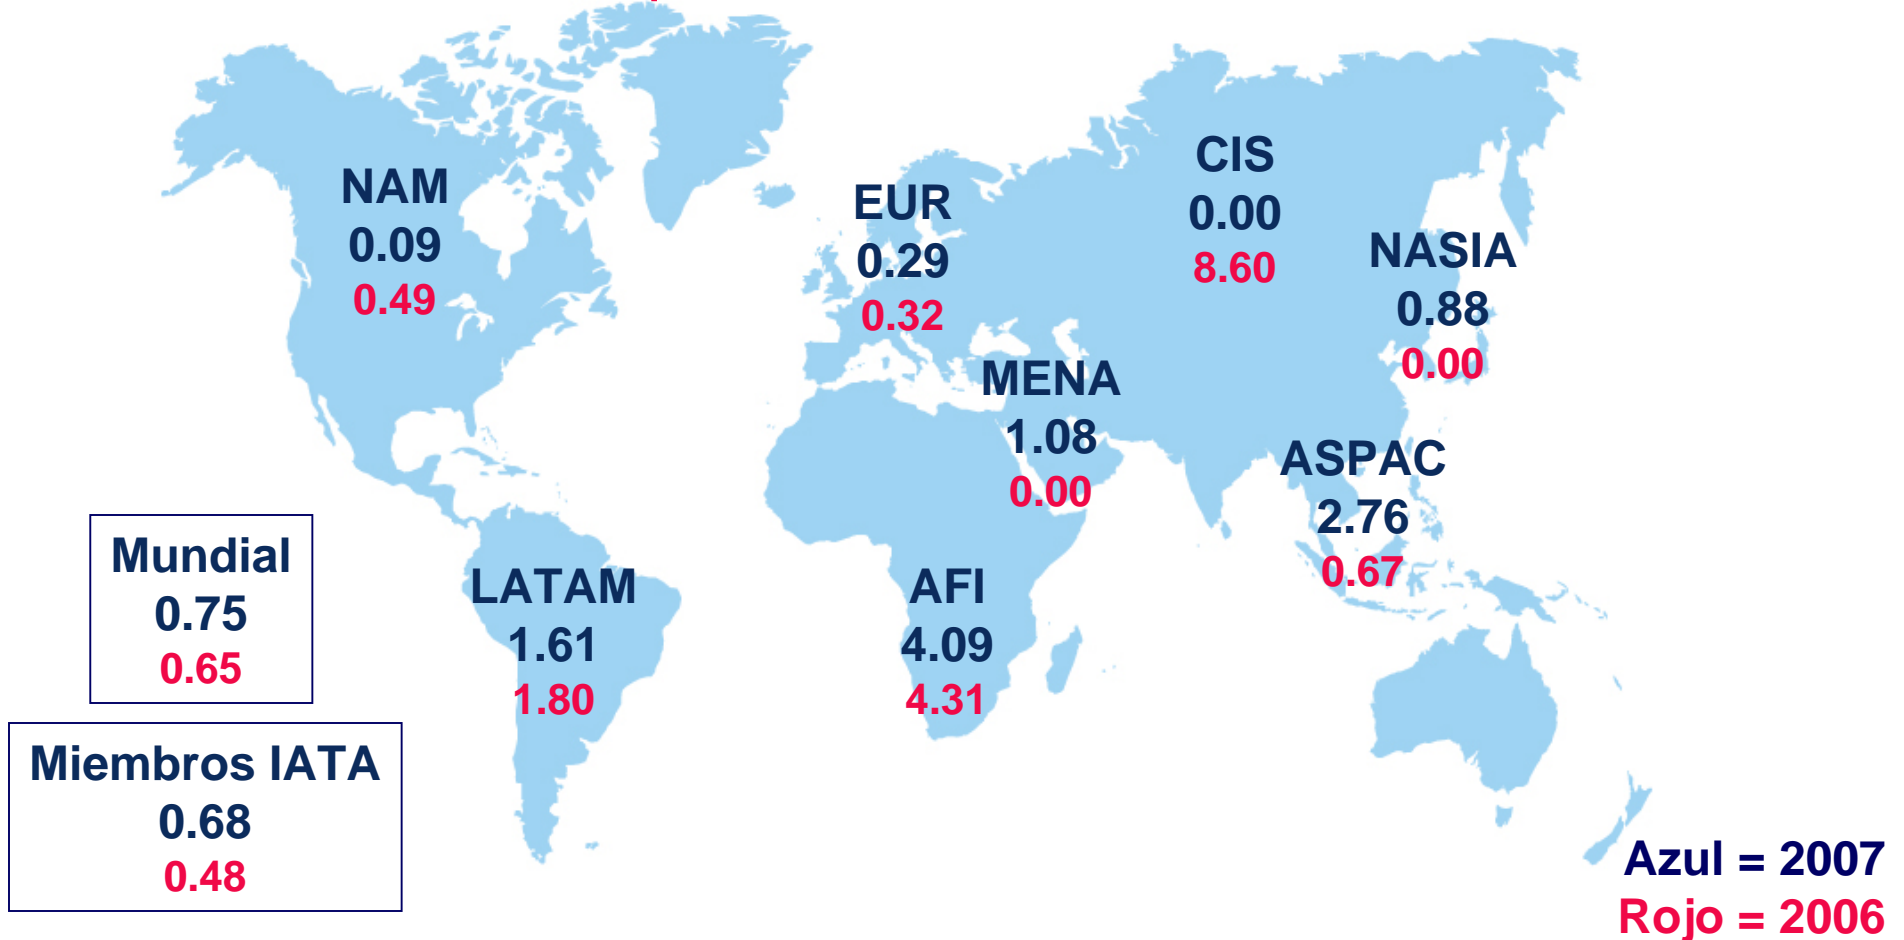 NAM
0.09
0.49
EUR
0.29
0.32
CIS
0.00
8.60
NASIA
0.88
0.00
MENA
1.08
0.00
ASPAC
2.76
0.67
Mundial
0.75
0.65
LATAM
1.61
1.80
AFI
4.09
4.31
Miembros IATA
0.68
0.48
Azul = 2007
Rojo = 2006